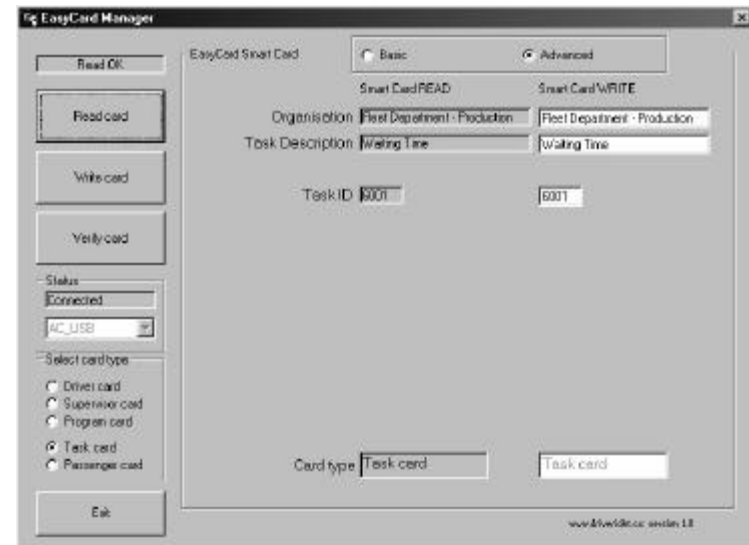 EasyCard Manager
Read OK
Read card
Write card
Verify card
Status
Connected
AC_USB
Select card type
Driver card
Supervisor card
Program card
Task card
Passenger card
Exit
EasyCard Smart Card
Basic
Advanced
Smart Card READ
Smart Card WRITE
Organisation Fleet Department - Production Fleet Department - Production
Task Description Waiting Time Waiting Time
Task ID 6001 6001
Card type Task card Task card
version 1.0